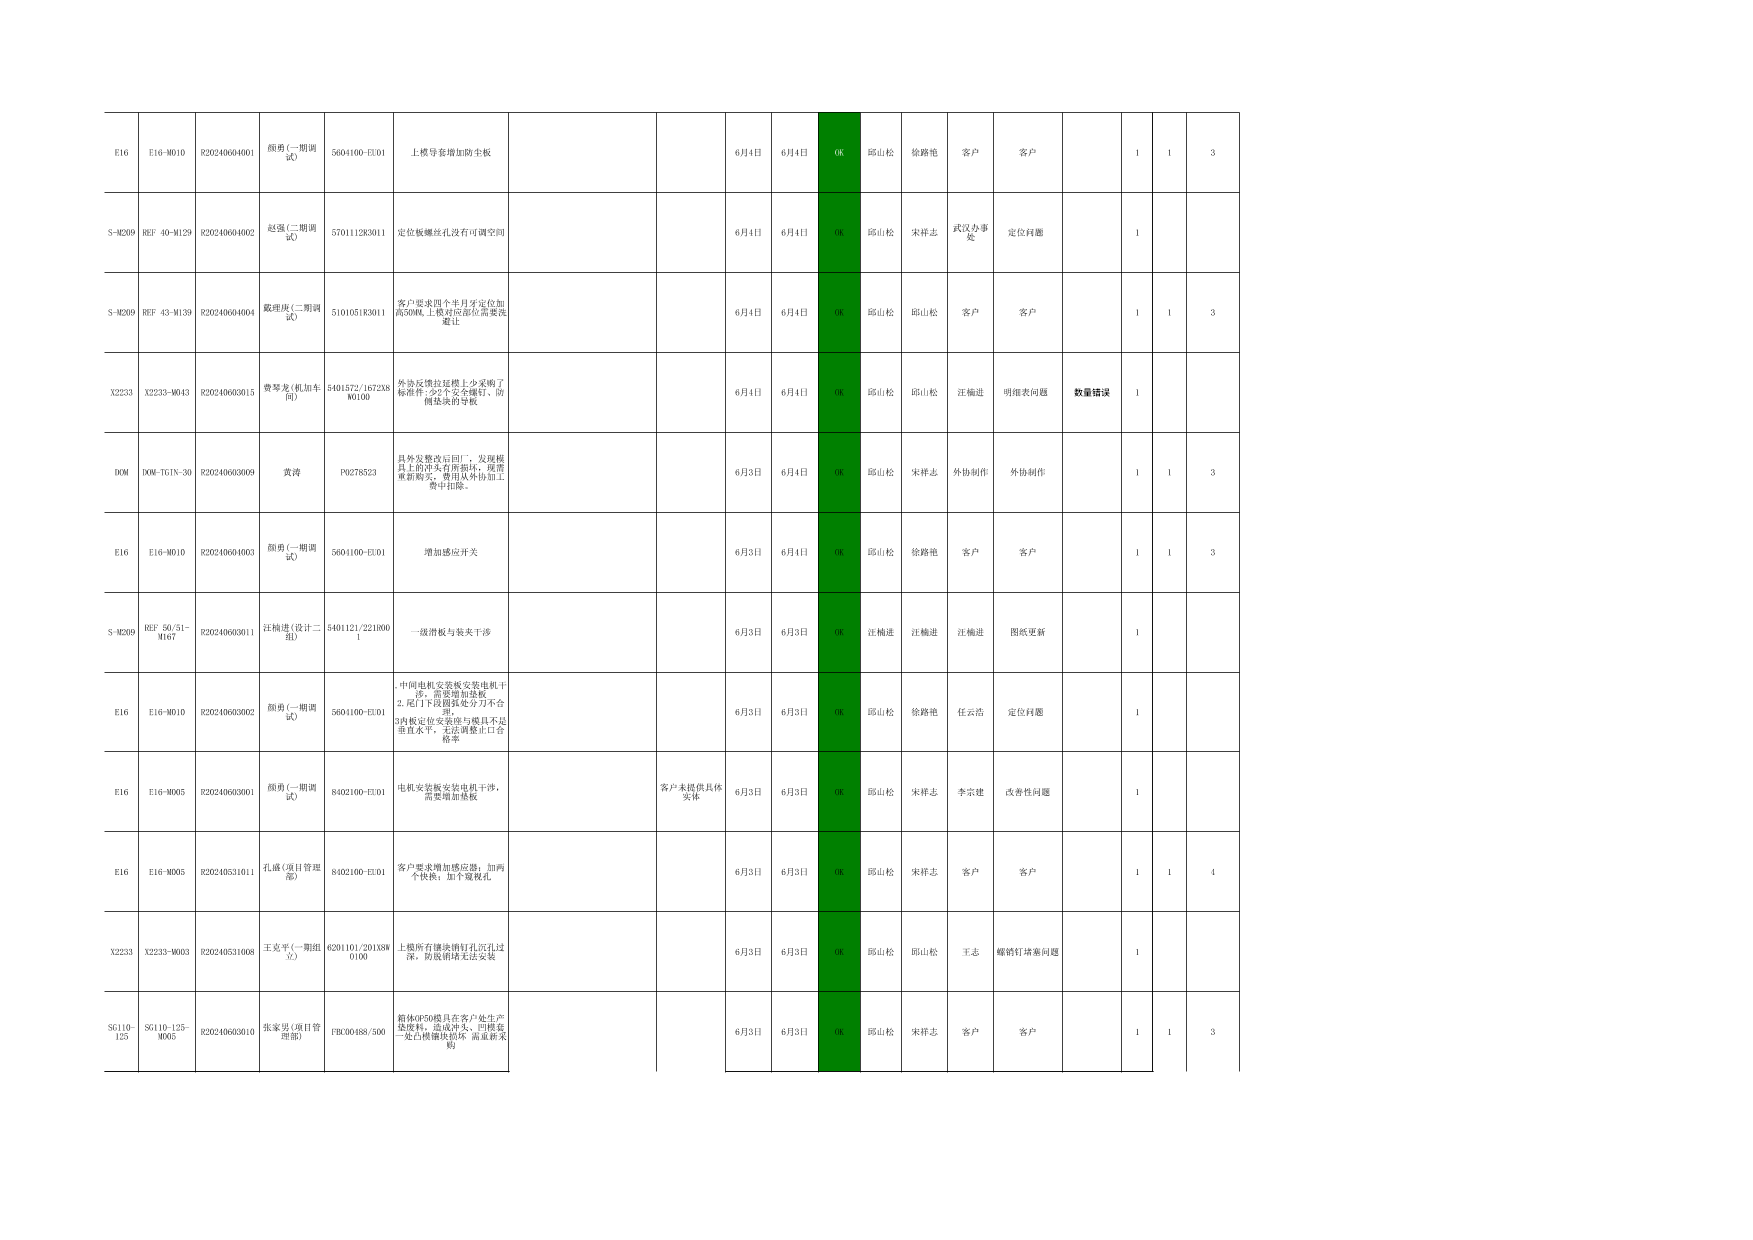 E16 E16-M010 R20240604001 颜勇(一期调试) 5604100-EU01 上模导套增加防尘板 6月4日 6月4日 OK 邱山松 徐路艳 客户 客户 1 1 3
S-M209 REF 40-M129 R20240604002 赵强(二期调试) 5701112R3011 定位板螺丝孔没有可调空间 6月4日 6月4日 OK 邱山松 宋祥志 武汉办事处 定位问题 1
S-M209 REF 43-M139 R20240604004 戴理庚(二期调试) 5101051R3011 客户要求四个半月牙定位加高50MM,上模对应部位需要洗避让 6月4日 6月4日 OK 邱山松 邱山松 客户 客户 1 1 3
X2233 X2233-M043 R20240603015 费琴龙(机加车间) 5401572/1672X8W0100 外协反馈拉延模上少采购了标准件:少2个安全螺钉、防侧垫块的导板 6月4日 6月4日 OK 邱山松 邱山松 汪楠进 明细表问题 数量错误 1
DOM DOM-TGIN-30 R20240603009 黄涛 P0278523 具外发整改后回厂，发现模具上的冲头有所损坏，现需重新购买，费用从外协加工费中扣除。 6月3日 6月4日 OK 邱山松 宋祥志 外协制作 外协制作 1 1 3
E16 E16-M010 R20240604003 颜勇(一期调试) 5604100-EU01 增加感应开关 6月3日 6月4日 OK 邱山松 徐路艳 客户 客户 1 1 3
S-M209 REF 50/51-M167 R20240603011 汪楠进(设计二组) 5401121/221R001 一级滑板与装夹干涉 6月3日 6月3日 OK 汪楠进 汪楠进 汪楠进 图纸更新 1
E16 E16-M010 R20240603002 颜勇(一期调试) 5604100-EU01 .中间电机安装板安装电机干涉，需要增加垫板
2.尾门下段圆弧处分刀不合理，
3内板定位安装座与模具不是垂直水平，无法调整止口合格率 6月3日 6月3日 OK 邱山松 徐路艳 任云浩 定位问题 1
E16 E16-M005 R20240603001 颜勇(一期调试) 8402100-EU01 电机安装板安装电机干涉，需要增加垫板 客户未提供具体实体 6月3日 6月3日 OK 邱山松 宋祥志 李宗建 改善性问题 1
E16 E16-M005 R20240531011 孔盛(项目管理部) 8402100-EU01 客户要求增加感应器；加两个快换；加个窥视孔 6月3日 6月3日 OK 邱山松 宋祥志 客户 客户 1 1 4
X2233 X2233-M003 R20240531008 王克平(一期组立) 6201101/201X8W0100 上模所有镶块销钉孔沉孔过深，防脱销堵无法安装 6月3日 6月3日 OK 邱山松 邱山松 王志 螺销钉堵塞问题 1
SG110-125 SG110-125-M005 R20240603010 张家男(项目管理部) FBC00488/500 箱体OP50模具在客户处生产垫废料，造成冲头、凹模套一处凸模镶块损坏 需重新采购 6月3日 6月3日 OK 邱山松 宋祥志 客户 客户 1 1 3